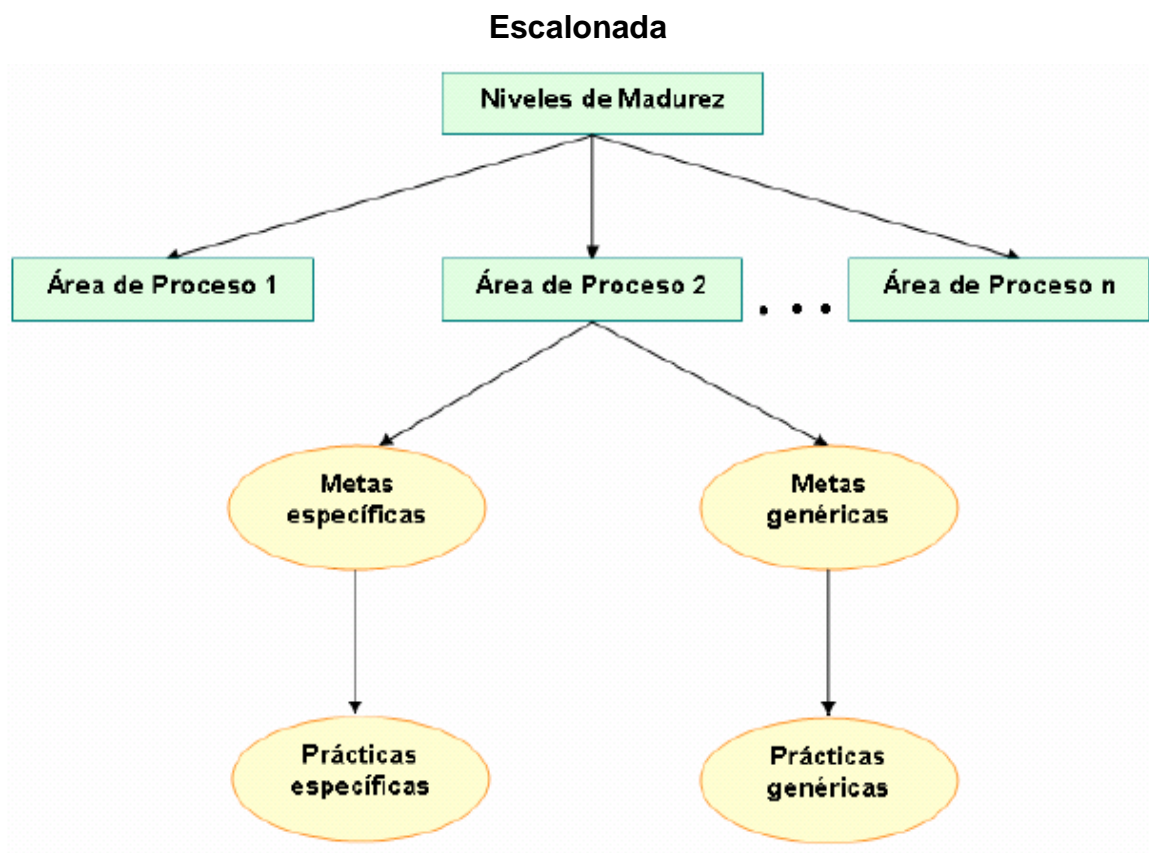 Escalonada
Niveles de Madurez
Área de Proceso 1
Área de Proceso 2
. . .
Área de Proceso n
Metas
específicas
Metas
genéricas
Prácticas
específicas
Prácticas
genéricas